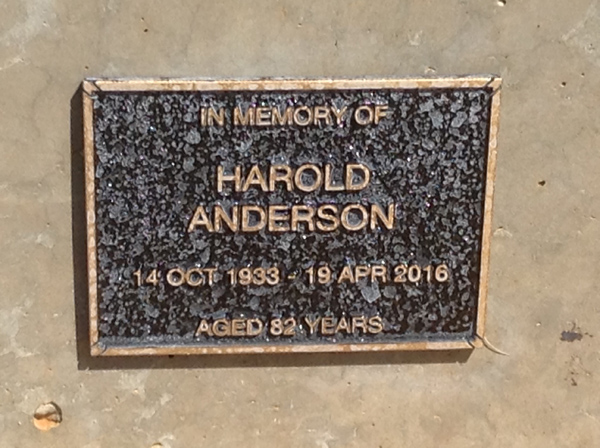 IN MEMORY OF
HAROLD
ANDERSON
14 OCT 1933 - 19 APR 2016
AGED 82 YEARS